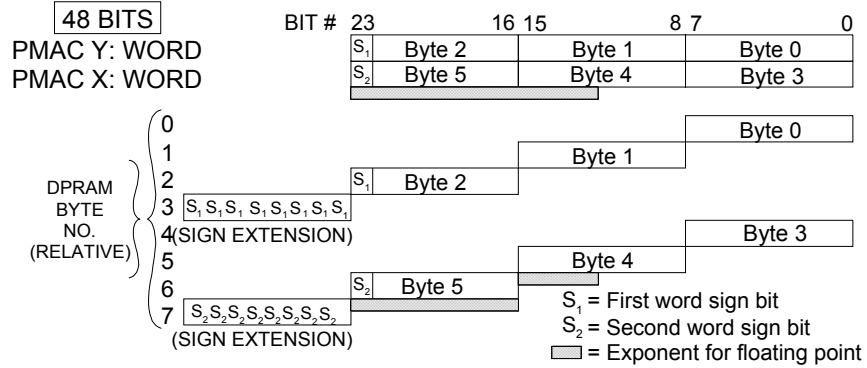 48 BITS BIT # 23 16 15 8 7 0
PMAC Y: WORD S₁ Byte 2 Byte 1 Byte 0
PMAC X: WORD S₂ Byte 5 Byte 4 Byte 3
0 Byte 0
1 Byte 1
2 S₁ Byte 2
3 S₁ S₁ S₁ S₁ S₁ S₁ S₁ S₁
DPRAM
BYTE
NO.
(RELATIVE)
4 (SIGN EXTENSION) Byte 3
5 Byte 4
6 S₂ Byte 5
7 S₂ S₂ S₂ S₂ S₂ S₂ S₂ S₂
(SIGN EXTENSION)
S₁ = First word sign bit
S₂ = Second word sign bit
= Exponent for floating point